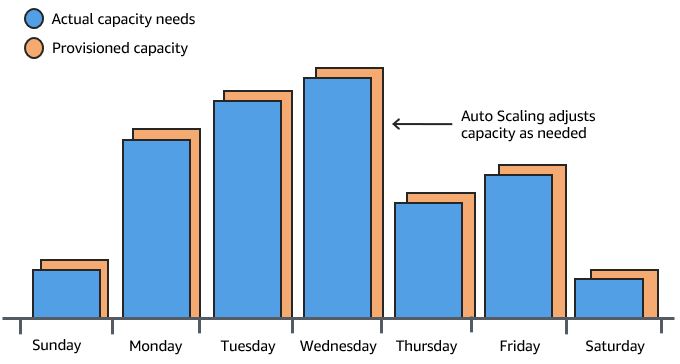 Actual capacity needs
Provisioned capacity
Auto Scaling adjusts
capacity as needed
Sunday
Monday
Tuesday
Wednesday
Thursday
Friday
Saturday